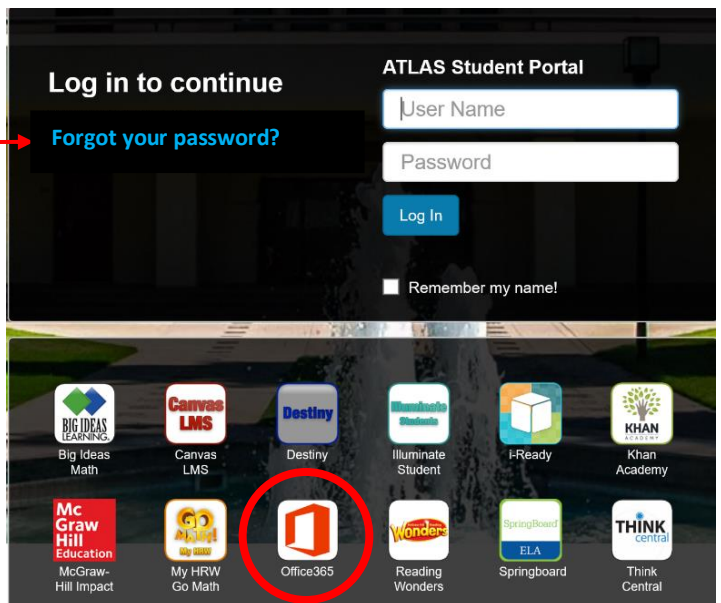 Log in to continue
Forgot your password?
ATLAS Student Portal
User Name
Password
Log In
Remember my name!
BIG IDEAS
LEARNING.
Big Ideas
Math
Canvas
LMS
Canvas
LMS
Destiny
Destiny
Illuminate
Students
Illuminate
Student
i-Ready
KHAN
ACADEMY
Khan
Academy
Mc
Graw
Hill
Education
McGraw-
Hill Impact
GO
Math!
My HRW
My HRW
Go Math
Office365
Wonders
Reading
Wonders
SpringBoard
ELA
Springboard
THINK
central
Think
Central